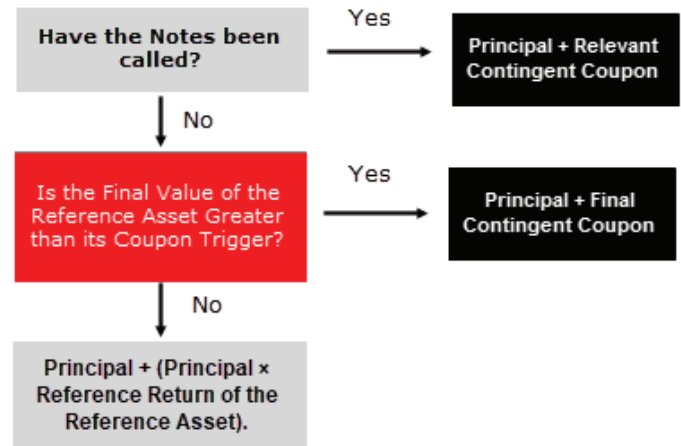 Have the Notes been
called?
Yes
Principal + Relevant
Contingent Coupon
No
Is the Final Value of the
Reference Asset Greater
than its Coupon Trigger?
Yes
Principal + Final
Contingent Coupon
No
Principal + (Principal ×
Reference Return of the
Reference Asset).